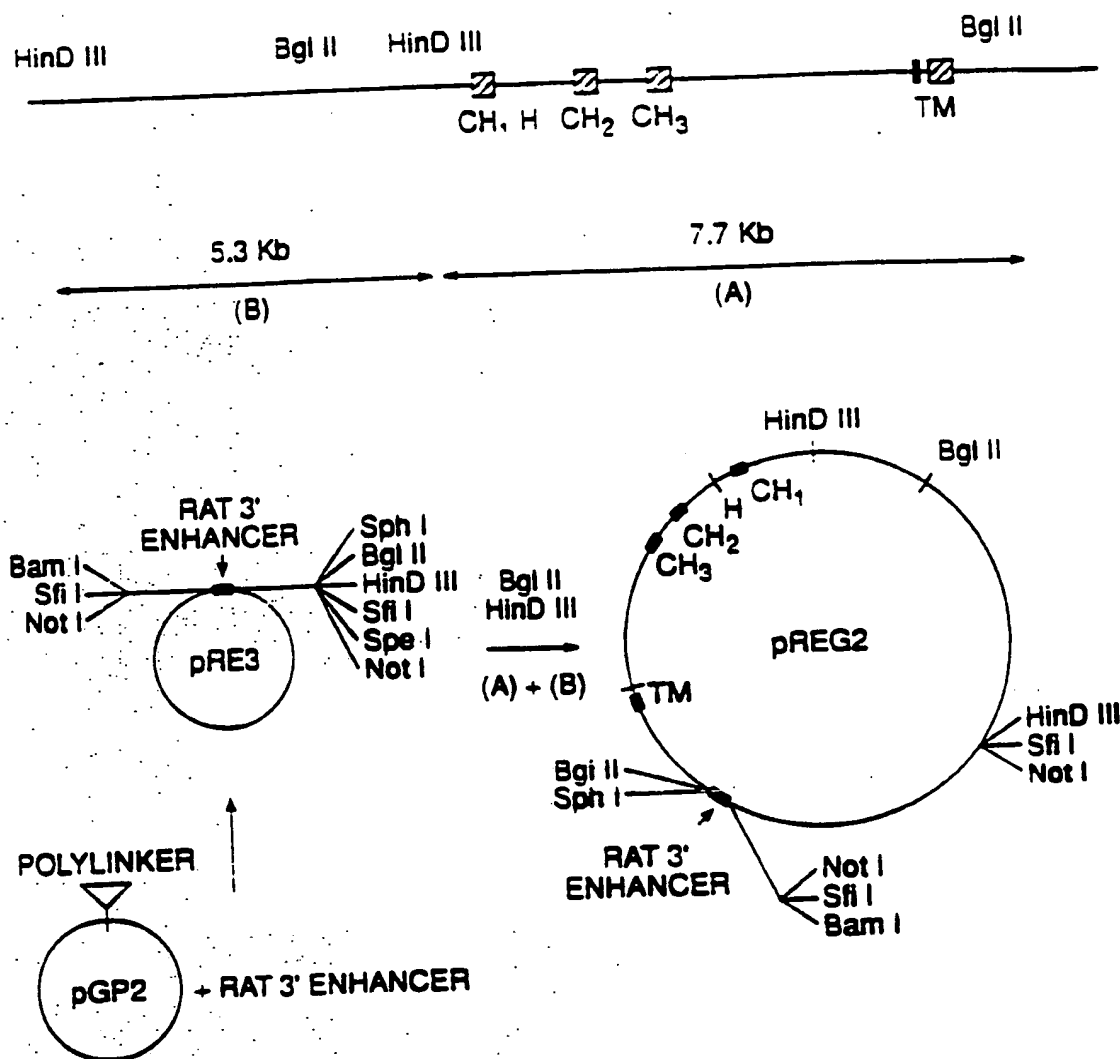 HinD III
Bgl II
HinD III
Bgl II
CH1 H CH2 CH3
TM
5.3 Kb
(B)
7.7 Kb
(A)
RAT 3'
ENHANCER
Bam I
Sfi I
Not I
Sph I
Bgl II
HinD III
Sfi I
Spe I
Not I
pRE3
Bgl II
HinD III
(A) + (B)
HinD III
Bgl II
CH1
H
CH2
CH3
pREG2
TM
Bgl II
Sph I
RAT 3'
ENHANCER
HinD III
Sfi I
Not I
Not I
Sfi I
Bam I
POLYLINKER
pGP2
+ RAT 3' ENHANCER